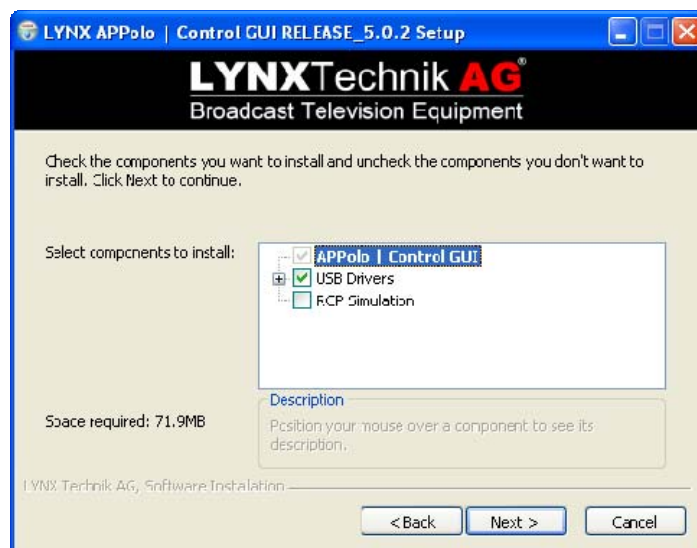 LYNX APPolo | Control GUI RELEASE_5.0.2 Setup
LYNXTechnik AG®
Broadcast Television Equipment
Check the components you want to install and uncheck the components you don't want to
install. Click Next to continue.
Select components to install:
APPolo | Control GUI
USB Drivers
RCP Simulation
Space required: 71.9MB
Description
Position your mouse over a component to see its
description.
LYNX Technik AG, Software Instalation
< Back
Next >
Cancel